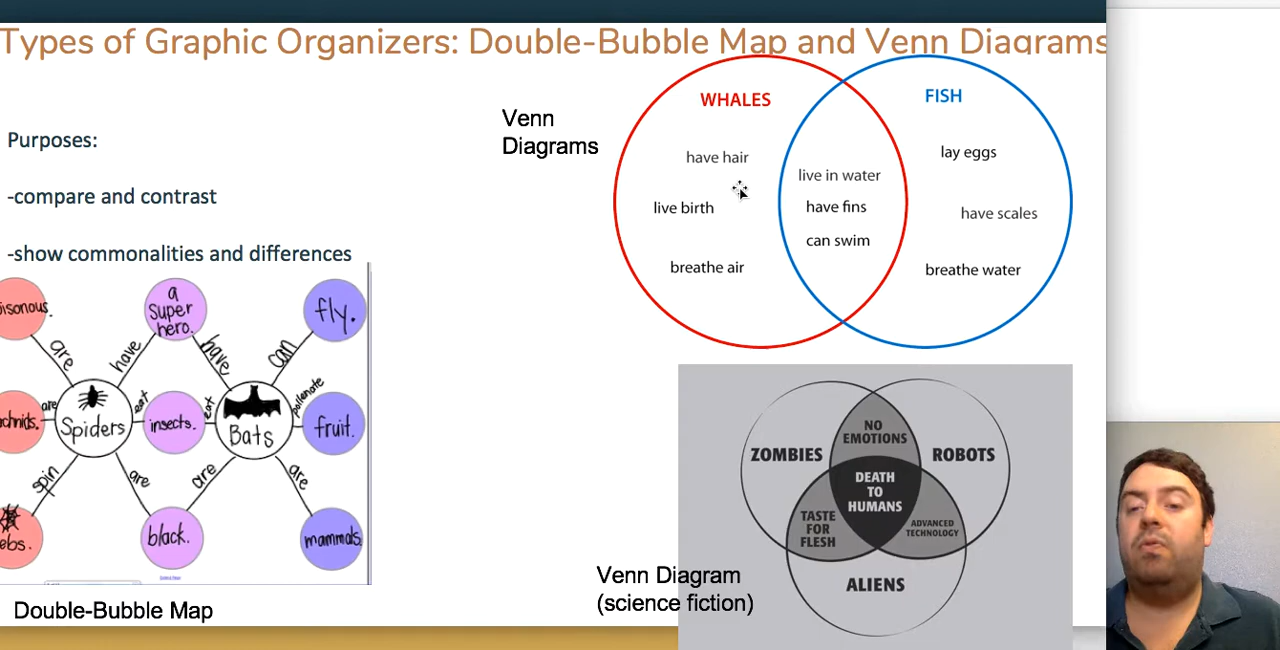 Types of Graphic Organizers: Double-Bubble Map and Venn Diagrams
Purposes:
-compare and contrast
-show commonalities and differences
isonous.
are
chnids.
are
spin
ebs.
Spiders
have
a
Super
hero.
have
eat
insects.
eat
are
black.
are
Bats
can
fly.
pollenate
fruit.
are
mammals.
Double-Bubble Map
Venn
Diagrams
WHALES
have hair
live birth
breathe air
live in water
have fins
can swim
FISH
lay eggs
have scales
breathe water
NO
EMOTIONS
ZOMBIES
ROBOTS
DEATH
TO
HUMANS
TASTE
FOR
FLESH
ADVANCED
TECHNOLOGY
ALIENS
Venn Diagram
(science fiction)